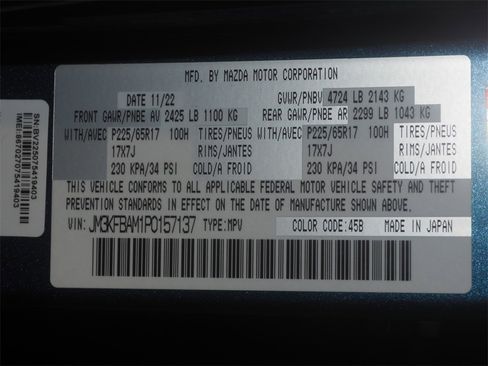 MFD. BY MAZDA MOTOR CORPORATION
DATE 11/22 GVWR/PNBV 4724 LB 2143 KG
FRONT GAWR/PNBE AV 2425 LB 1100 KG REAR GAWR/PNBE AR 2299 LB 1043 KG
WITH/AVEC P225/65R17 100H TIRES/PNEUS WITH/AVEC P225/65R17 100H TIRES/PNEUS
17X7J RIMS/JANTES 17X7J RIMS/JANTES
230 KPA/34 PSI COLD/A FROID 230 KPA/34 PSI COLD/A FROID
THIS VEHICLE CONFORMS TO ALL APPLICABLE FEDERAL MOTOR VEHICLE SAFETY AND THEFT
PREVENTION STANDARDS IN EFFECT ON THE DATE OF MANUFACTURE SHOWN ABOVE.
VIN: JM3KFBAM1P0157137 TYPE:MPV COLOR CODE:45B MADE IN JAPAN